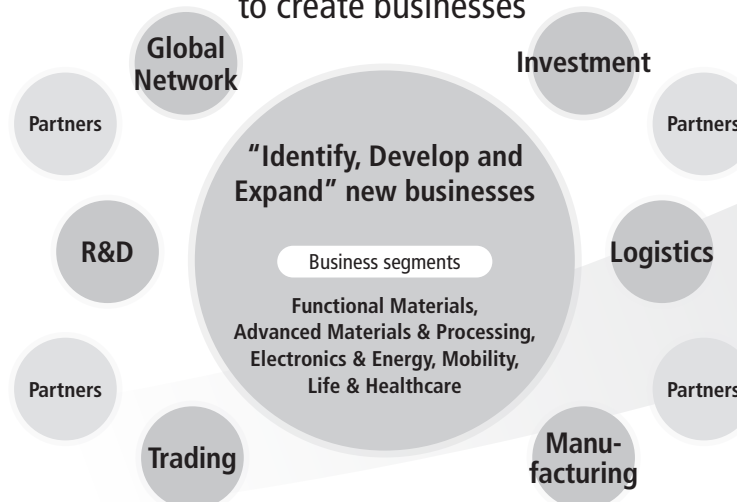 to create businesses
Global
Network
Investment
Partners
Partners
"Identify, Develop and
Expand" new businesses
R&D
Logistics
Business segments
Functional Materials,
Advanced Materials & Processing,
Electronics & Energy, Mobility,
Life & Healthcare
Partners
Partners
Trading
Manu-
facturing